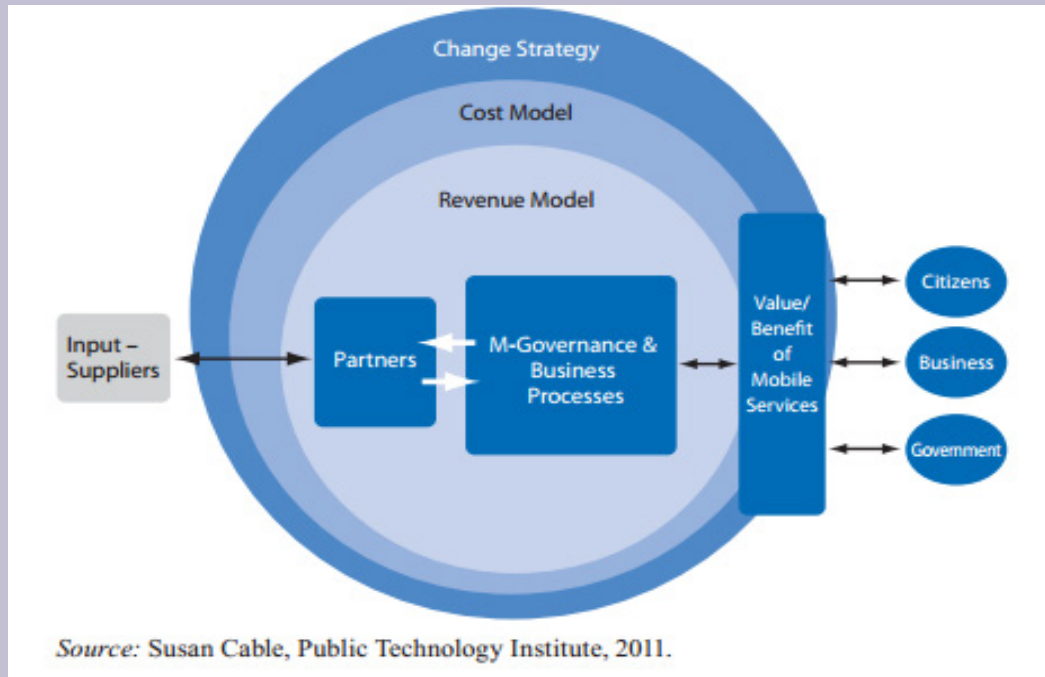 Change Strategy
Cost Model
Revenue Model
Input –
Suppliers
Partners
M-Governance &
Business
Processes
Value/
Benefit
of
Mobile
Services
Citizens
Business
Government
Source: Susan Cable, Public Technology Institute, 2011.